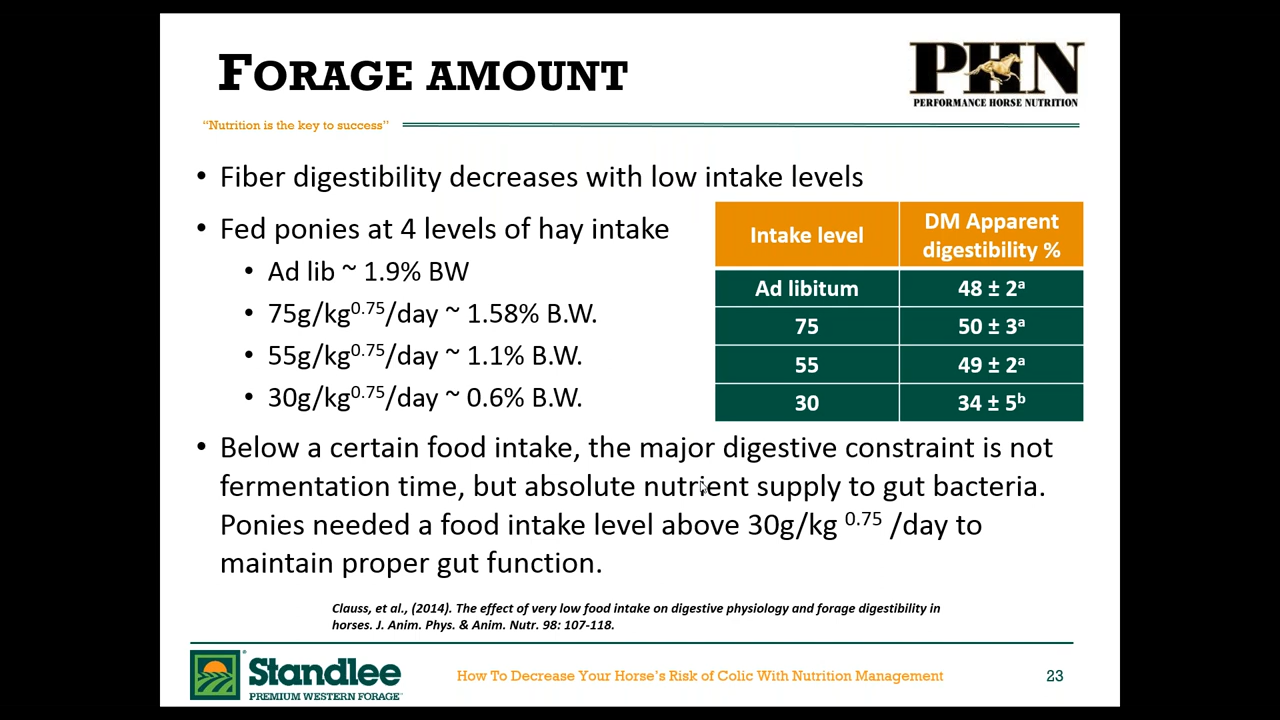 FORAGE AMOUNT
PHN
PERFORMANCE HORSE NUTRITION
“Nutrition is the key to success”
• Fiber digestibility decreases with low intake levels
• Fed ponies at 4 levels of hay intake
• Ad lib ~ 1.9% BW
• 75g/kg⁰·⁷⁵/day ~ 1.58% B.W.
• 55g/kg⁰·⁷⁵/day ~ 1.1% B.W.
• 30g/kg⁰·⁷⁵/day ~ 0.6% B.W.
Intake level DM Apparent digestibility %
Ad libitum 48 ± 2ᵃ
75 50 ± 3ᵃ
55 49 ± 2ᵃ
30 34 ± 5ᵇ
• Below a certain food intake, the major digestive constraint is not
fermentation time, but absolute nutrient supply to gut bacteria.
Ponies needed a food intake level above 30g/kg ⁰·⁷⁵ /day to
maintain proper gut function.
Clauss, et al., (2014). The effect of very low food intake on digestive physiology and forage digestibility in
horses. J. Anim. Phys. & Anim. Nutr. 98: 107-118.
Standlee
PREMIUM WESTERN FORAGE
How To Decrease Your Horse’s Risk of Colic With Nutrition Management
23